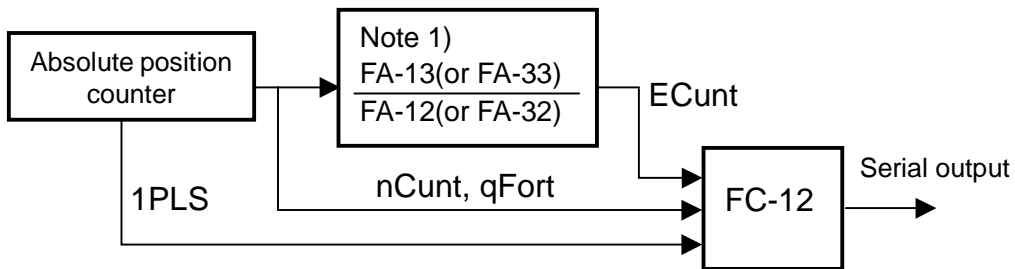 Absolute position
counter
Note 1)
FA-13(or FA-33)
FA-12(or FA-32)
ECunt
1PLS
nCunt, qFort
FC-12
Serial output